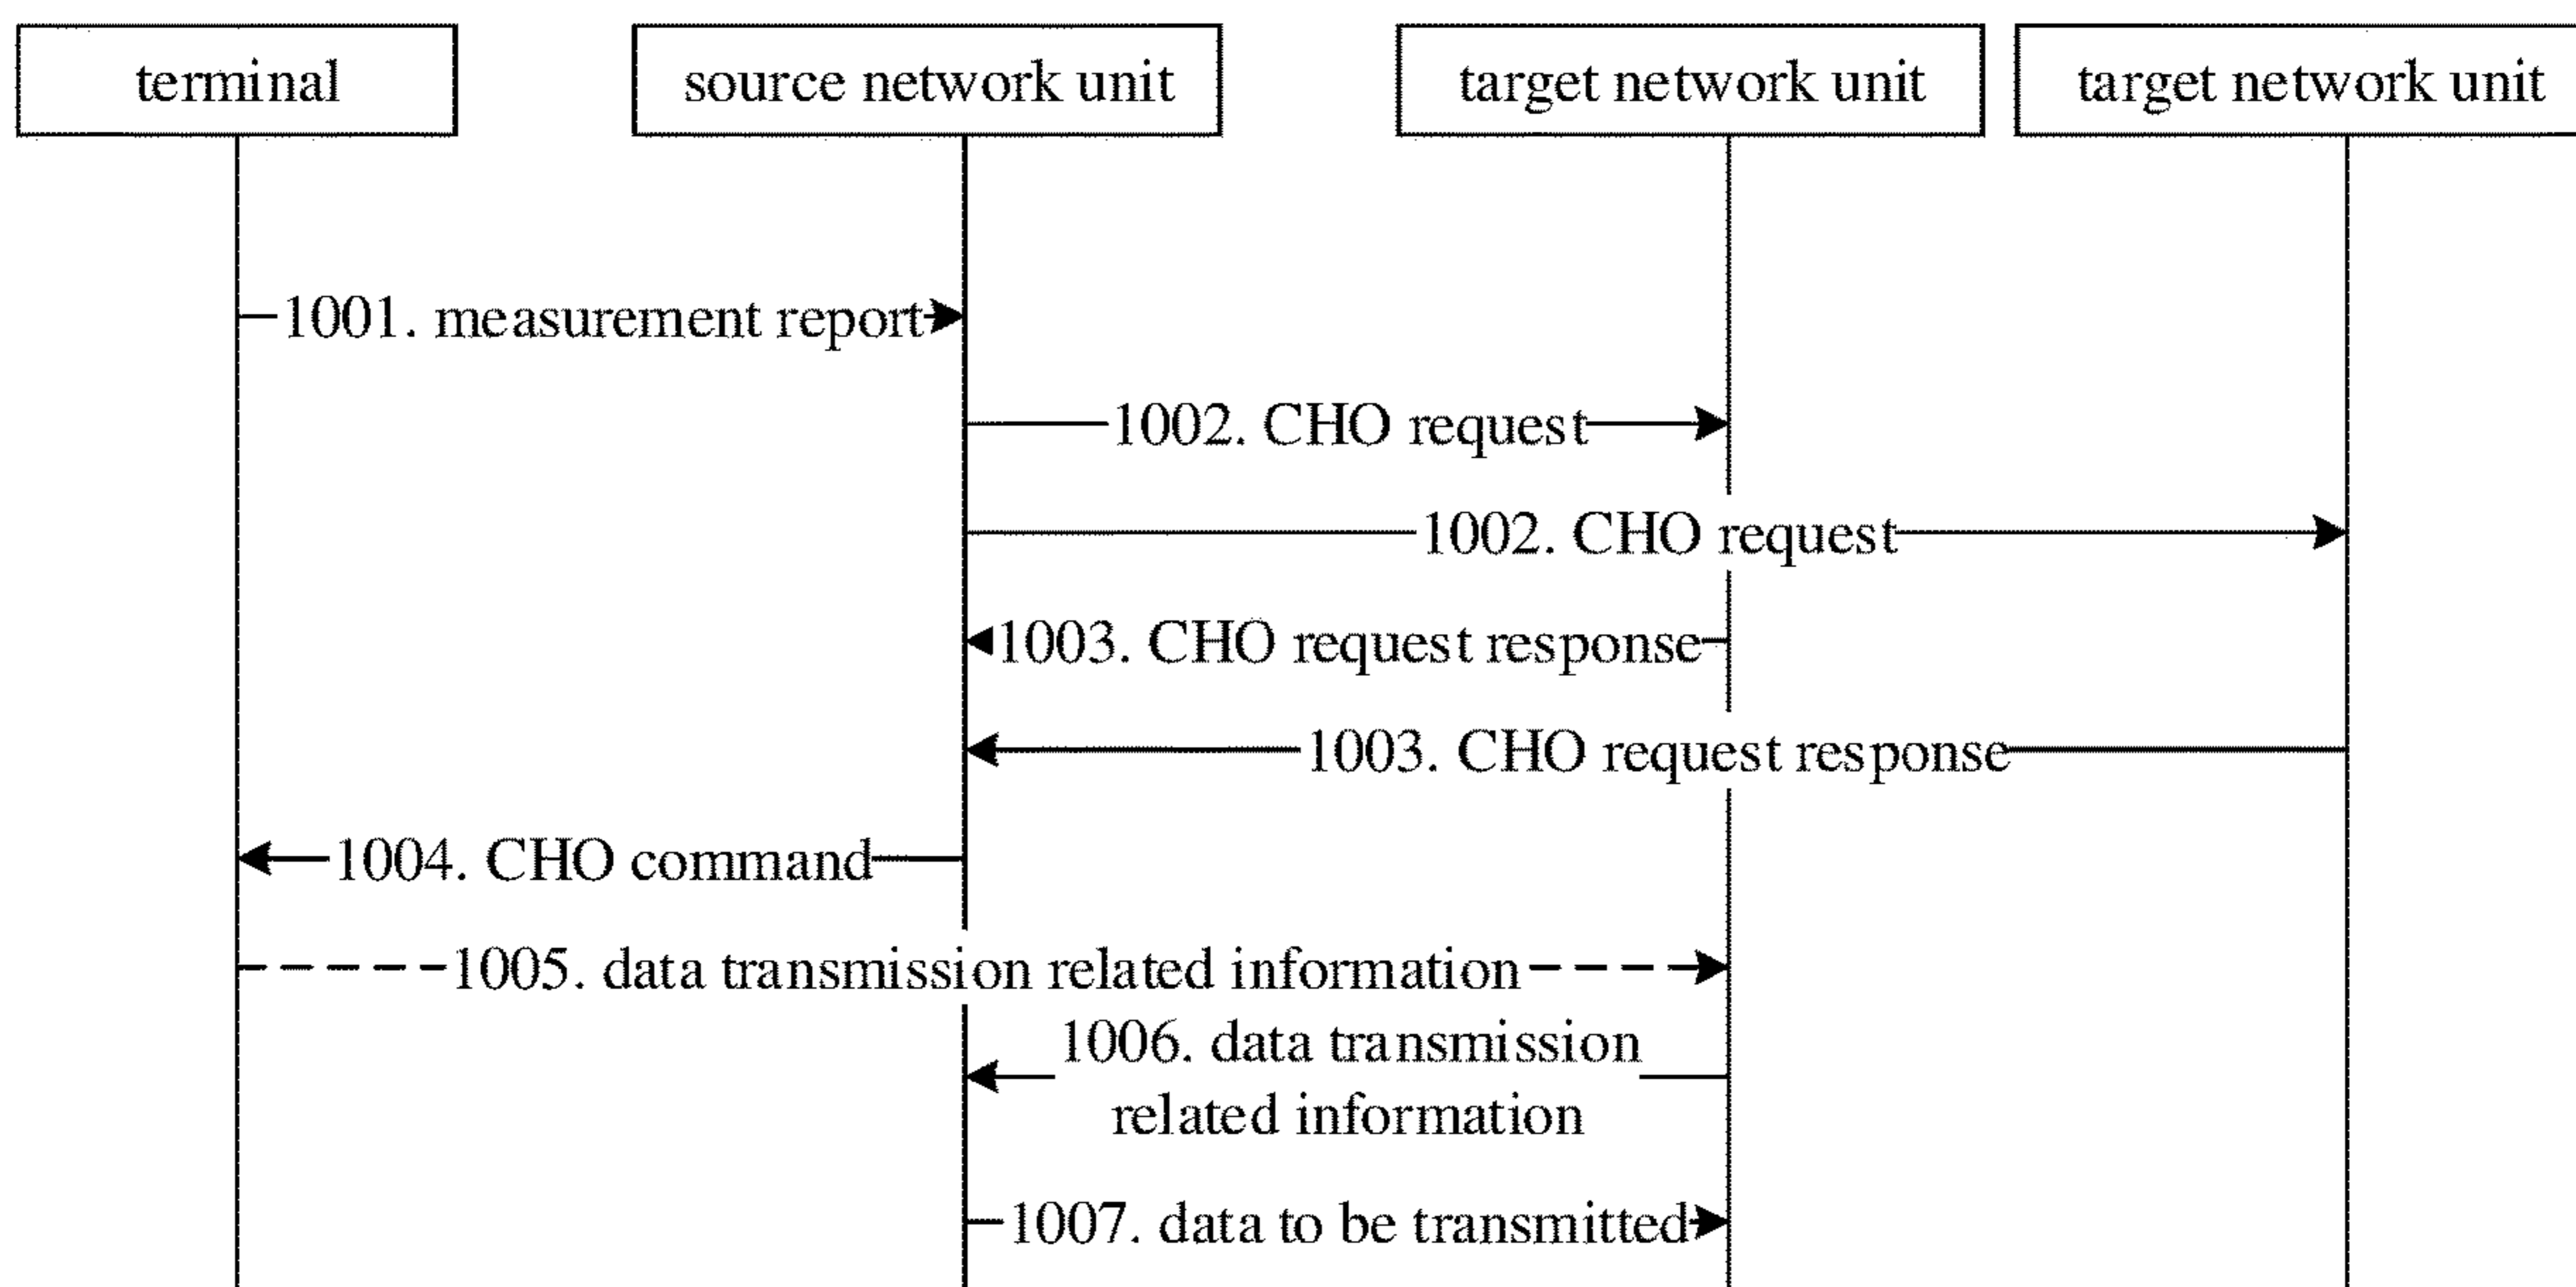 terminal
source network unit
target network unit
target network unit
1001. measurement report
1002. CHO request
1002. CHO request
1003. CHO request response
1003. CHO request response
1004. CHO command
1005. data transmission related information
1006. data transmission
related information
1007. data to be transmitted